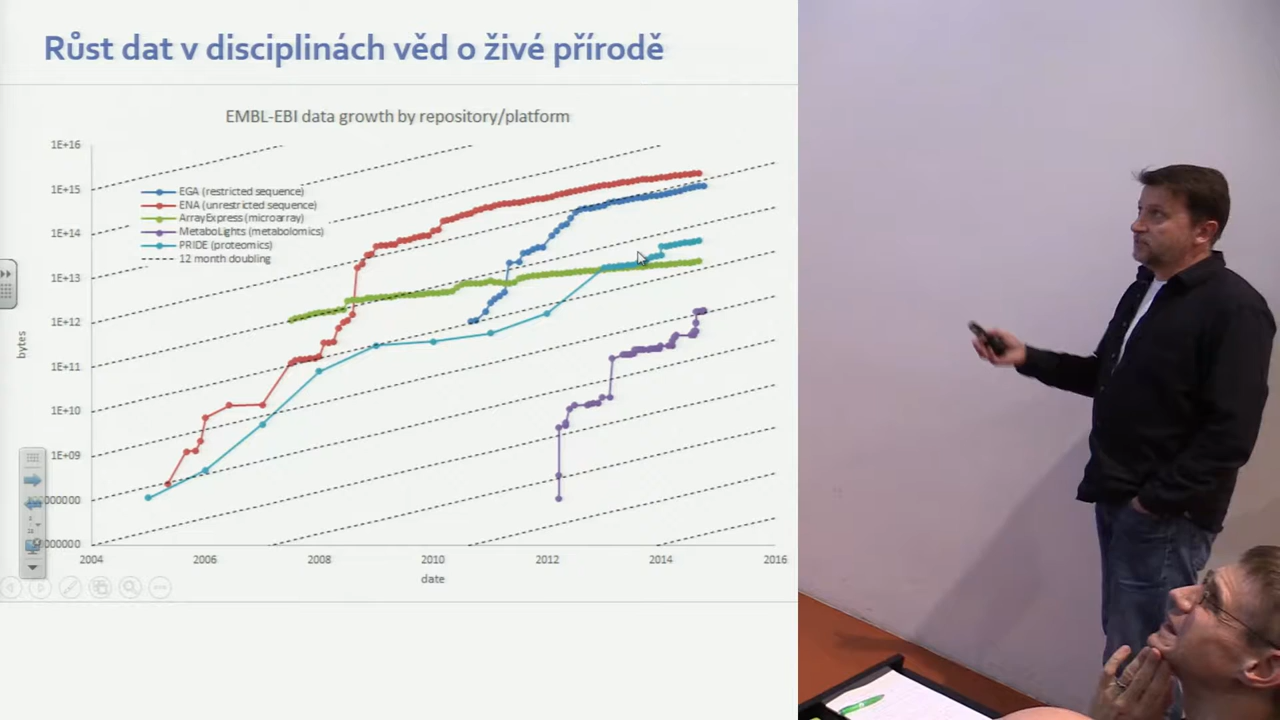 Růst dat v disciplinách věd o živé přírodě
EMBL-EBI data growth by repository/platform
1E+16
1E+15
1E+14
1E+13
1E+12
1E+11
1E+10
1E+09
EGA (restricted sequence)
ENA (unrestricted sequence)
ArrayExpress (microarray)
MetaboLights (metabolomics)
PRIDE (proteomics)
12 month doubling
bytes
2004 2006 2008 2010 2012 2014 2016
date